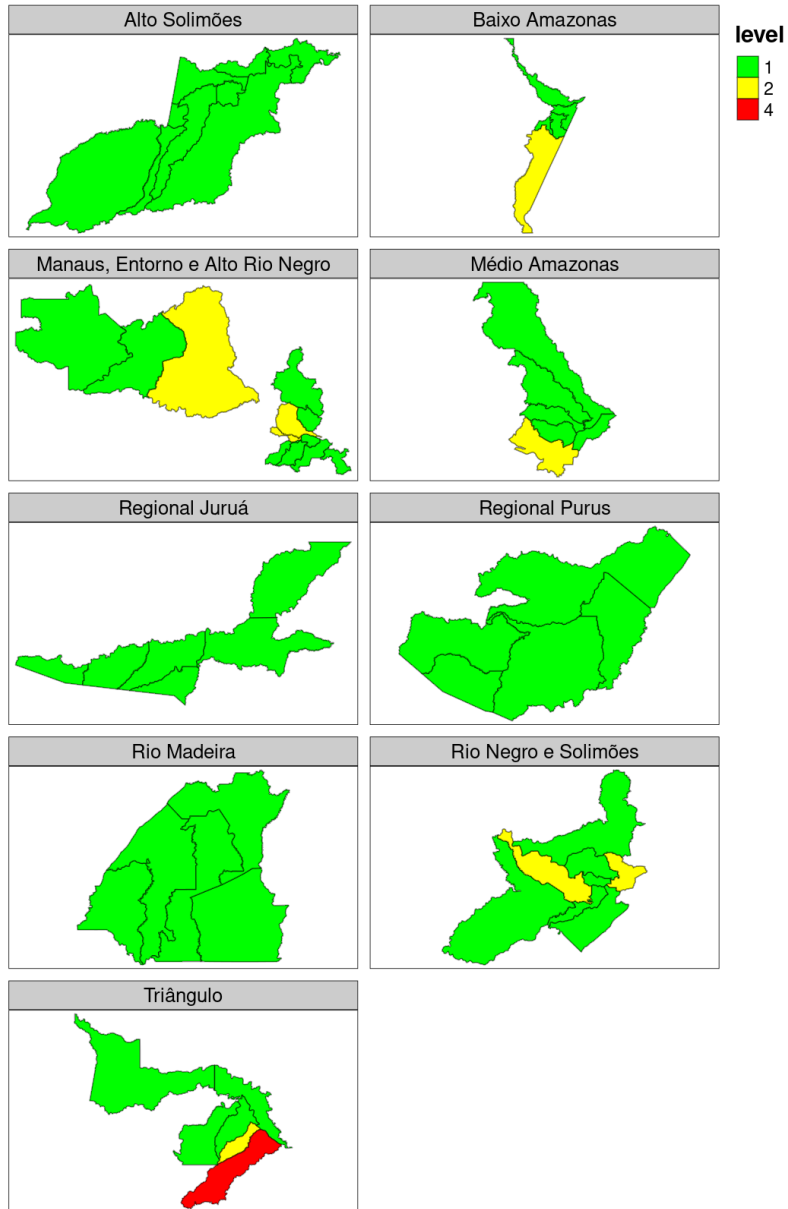 Alto Solimões
Baixo Amazonas
level
1
2
4
Manaus, Entorno e Alto Rio Negro
Médio Amazonas
Regional Juruá
Regional Purus
Rio Madeira
Rio Negro e Solimões
Triângulo